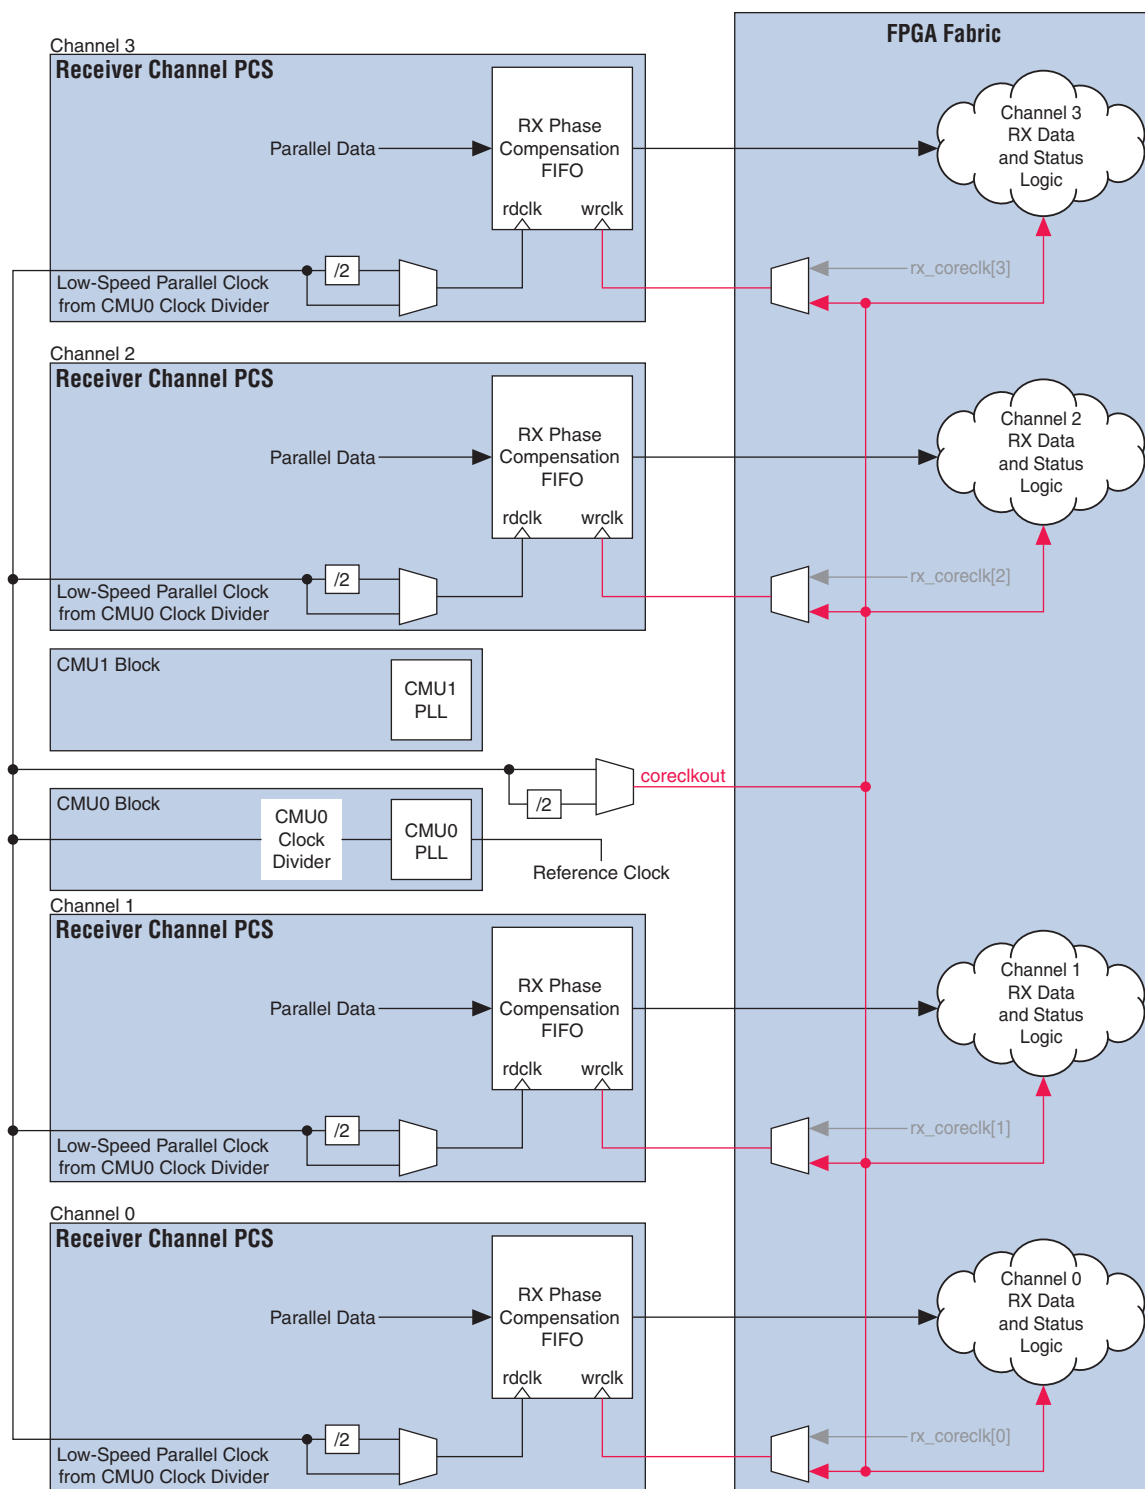 FPGA Fabric
Channel 3
Receiver Channel PCS
RX Phase
Compensation
FIFO
Parallel Data
rdclk
wrclk
/2
Low-Speed Parallel Clock
from CMU0 Clock Divider
rx_coreclk[3]
Channel 3
RX Data
and Status
Logic
Channel 2
Receiver Channel PCS
RX Phase
Compensation
FIFO
Parallel Data
rdclk
wrclk
/2
Low-Speed Parallel Clock
from CMU0 Clock Divider
rx_coreclk[2]
Channel 2
RX Data
and Status
Logic
CMU1 Block
CMU1
PLL
coreclkout
/2
CMU0 Block
CMU0
Clock
Divider
CMU0
PLL
Reference Clock
Channel 1
Receiver Channel PCS
RX Phase
Compensation
FIFO
Parallel Data
rdclk
wrclk
/2
Low-Speed Parallel Clock
from CMU0 Clock Divider
rx_coreclk[1]
Channel 1
RX Data
and Status
Logic
Channel 0
Receiver Channel PCS
RX Phase
Compensation
FIFO
Parallel Data
rdclk
wrclk
/2
Low-Speed Parallel Clock
from CMU0 Clock Divider
rx_coreclk[0]
Channel 0
RX Data
and Status
Logic